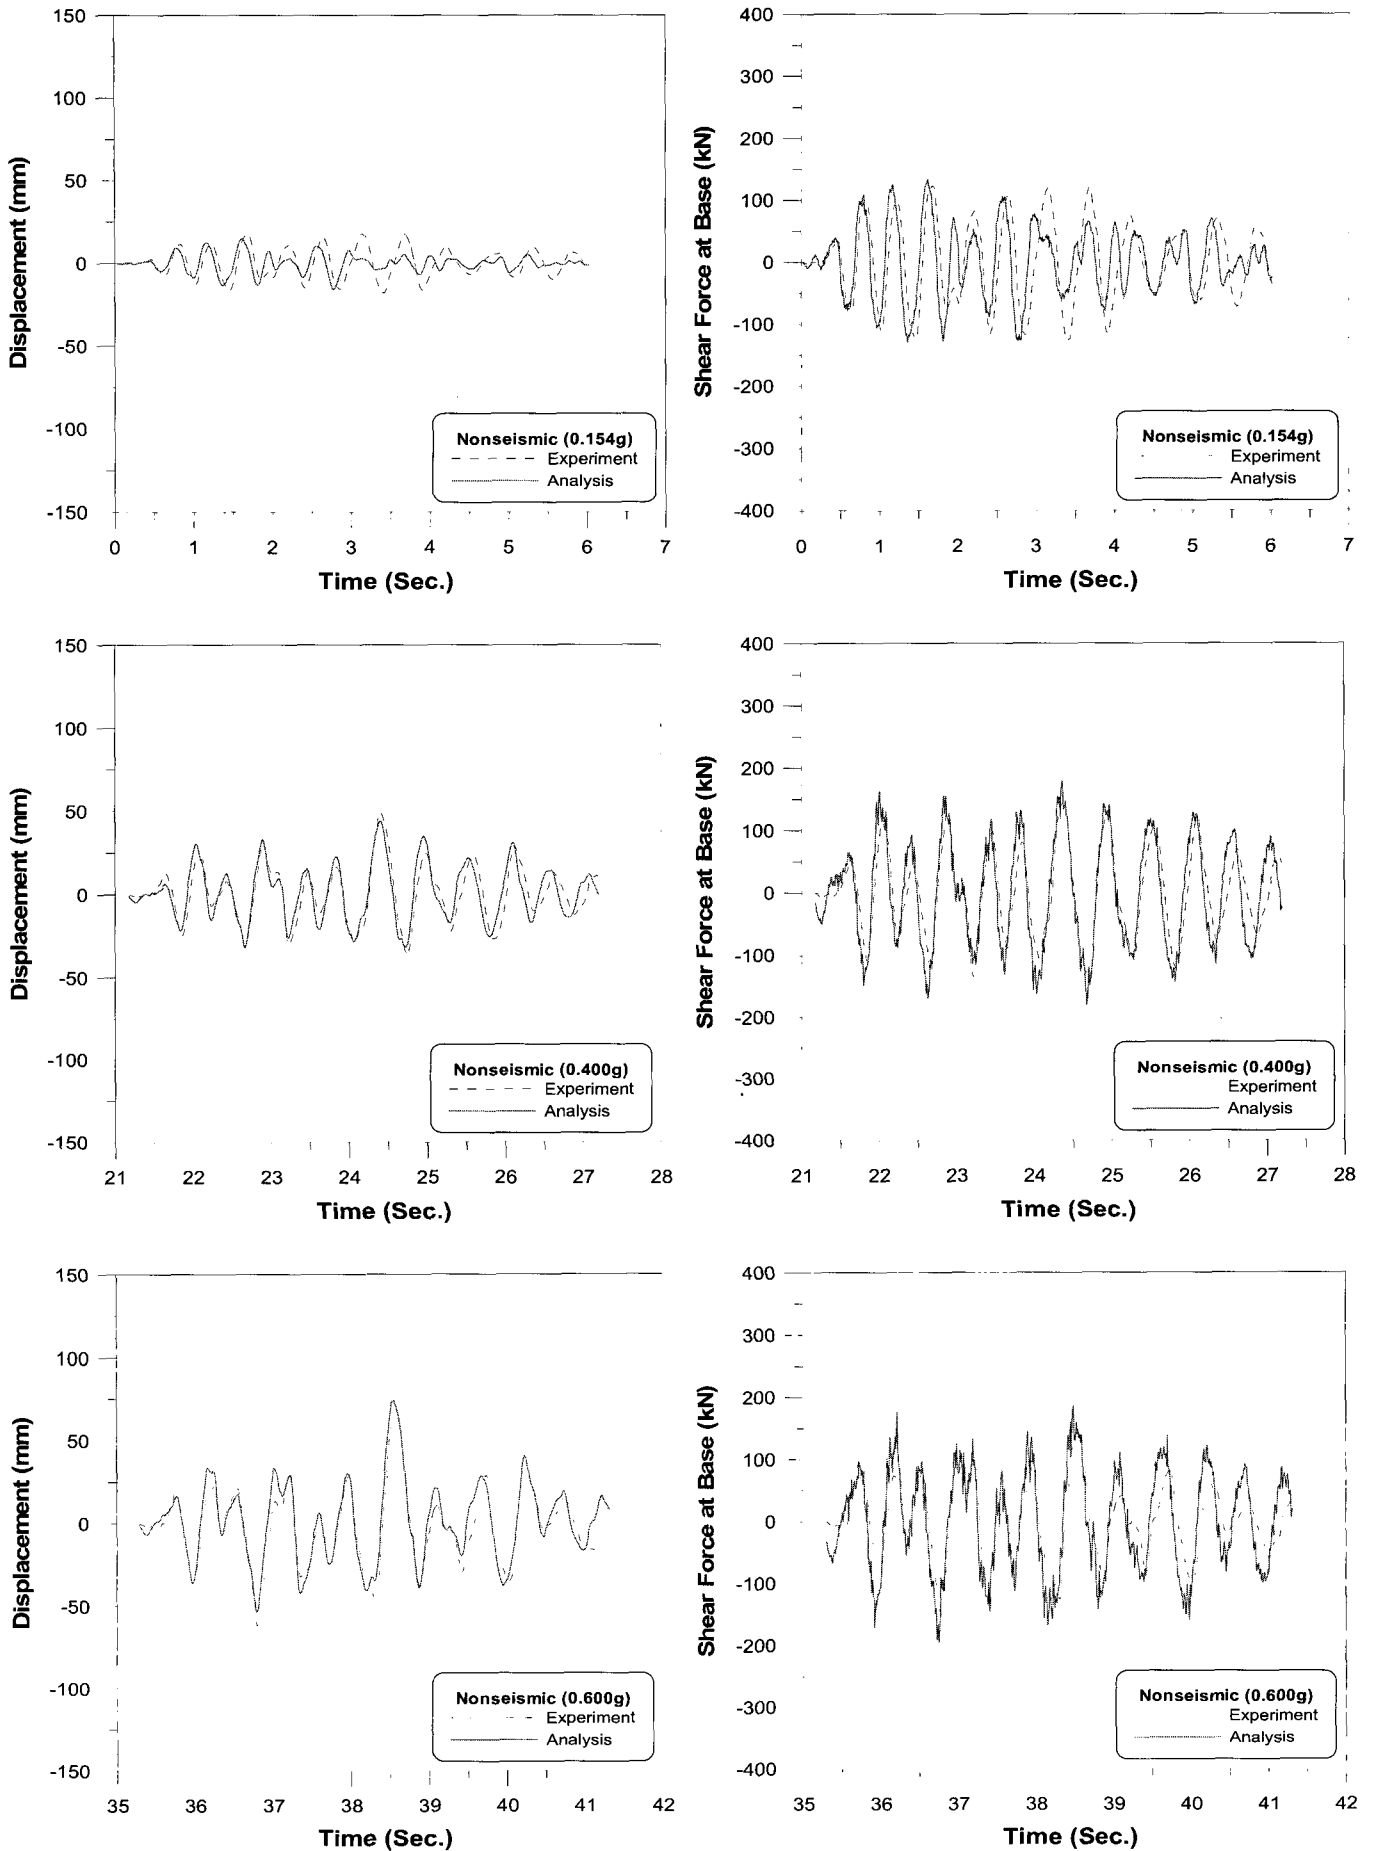 150
100
50
0
-50
-100
-150
Displacement (mm)
Nonseismic (0.154g)
Experiment
Analysis
0 1 2 3 4 5 6 7
Time (Sec.)
400
300
200
100
0
-100
-200
-300
-400
Shear Force at Base (kN)
Nonseismic (0.154g)
Experiment
Analysis
0 1 2 3 4 5 6 7
Time (Sec.)
150
100
50
0
-50
-100
-150
Displacement (mm)
Nonseismic (0.400g)
Experiment
Analysis
21 22 23 24 25 26 27 28
Time (Sec.)
400
300
200
100
0
-100
-200
-300
-400
Shear Force at Base (kN)
Nonseismic (0.400g)
Experiment
Analysis
21 22 23 24 25 26 27 28
Time (Sec.)
150
100
50
0
-50
-100
-150
Displacement (mm)
Nonseismic (0.600g)
Experiment
Analysis
35 36 37 38 39 40 41 42
Time (Sec.)
400
300
200
100
0
-100
-200
-300
-400
Shear Force at Base (kN)
Nonseismic (0.600g)
Experiment
Analysis
35 36 37 38 39 40 41 42
Time (Sec.)